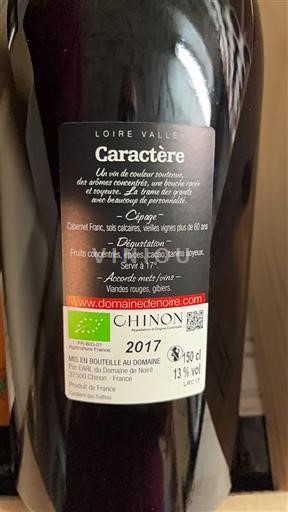 LOIRE VALLEY
Caractère
Un vin de couleur soutenue,
des arômes concentrés, une bouche racée
et soyeuse. La trame des grands
avec beaucoup de personnalité.
- Cépage -
Cabernet Franc, sols calcaires, vieilles vignes plus de 60 ans
- Dégustation -
Fruits concentrés, épices, cacao, tanins soyeux.
Servir à 17°.
VINOU
- Accords mets/vins -
Viandes rouges, gibiers.
www.domainedenoire.com
CHINON
Appellation d'Origine Contrôlée
FR-BIO-01
Agriculture France
2017
MIS EN BOUTEILLE AU DOMAINE
Par EARL du Domaine de Noiré
37500 Chinon - France
Produit de France
Contient des Sulfites
150 cl
13 % vol
LRC17